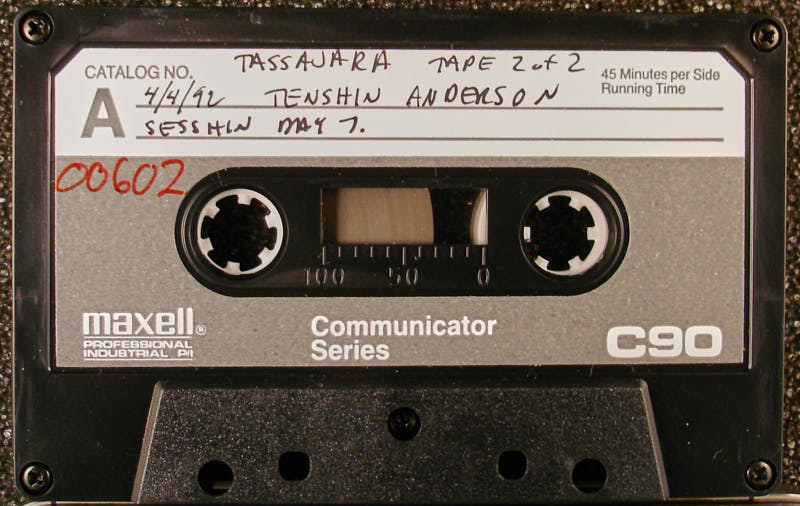 TASSAJARA TAPE 2 of 2
CATALOG NO.
45 Minutes per Side
Running Time
A
4/4/92 TENSHIN ANDERSON
SESSHIN DAY 7.
00602
100 50 0
maxell®
PROFESSIONAL
INDUSTRIAL
Communicator
Series
C90